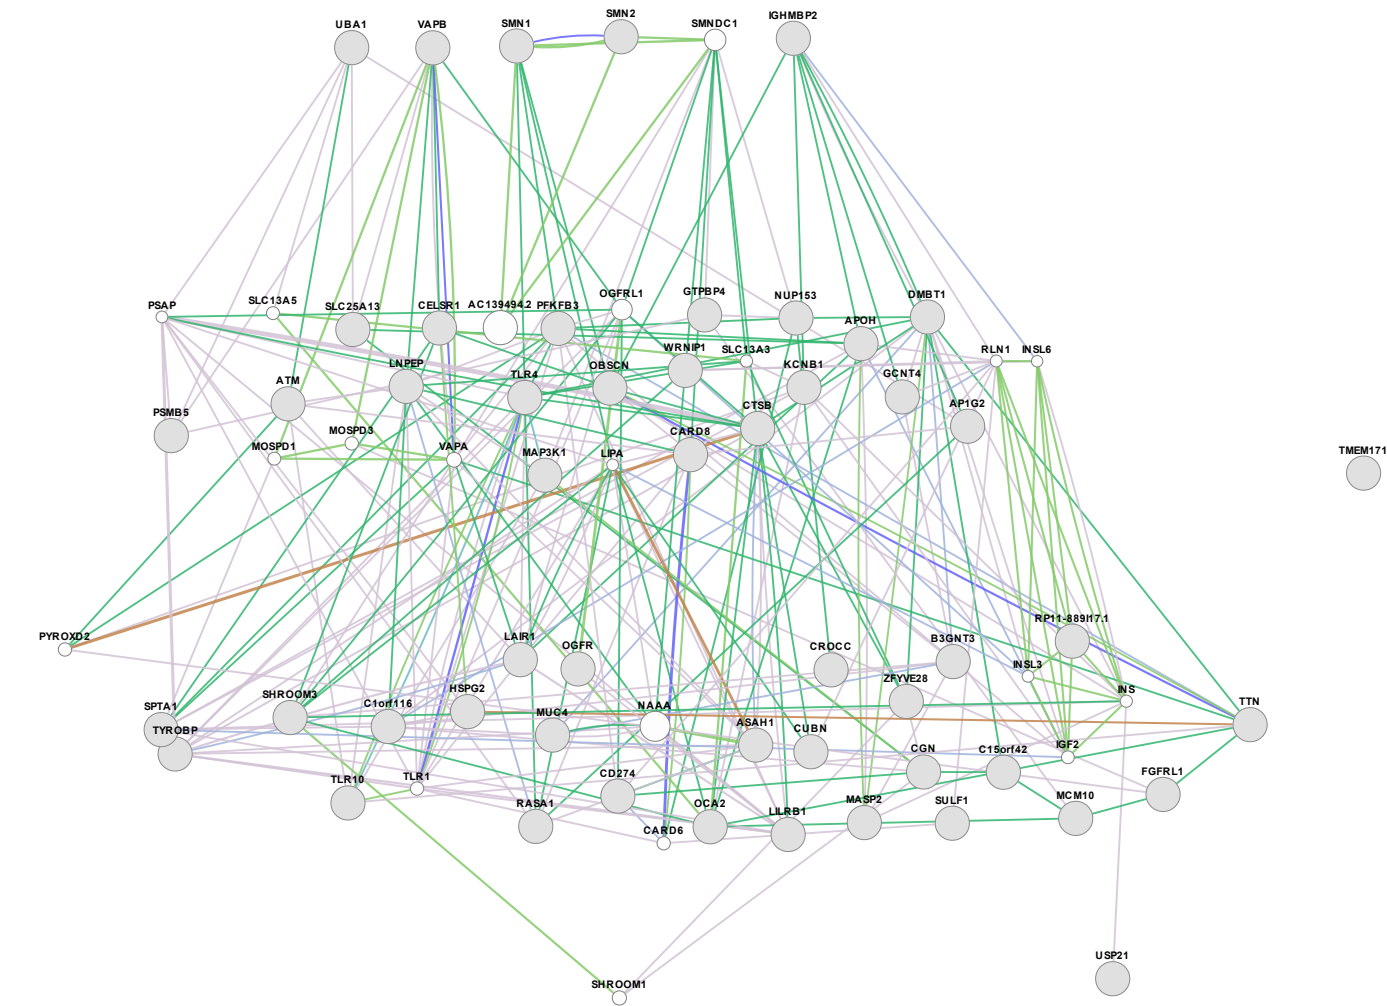 UBA1
VAPB
SMN1
SMN2
SMNDC1
IGHMBP2
PSAP
SLC13A5
SLC25A13
CELSR1
AC139494.2
PFKFB3
OGFRL1
GTPBP4
NUP153
APOH
DMBT1
RLN1
INSL6
WRNIP1
SLC13A3
KCNB1
GCNT4
AP1G2
ATM
LNPEP
TLR4
OBSCN
CTSB
CARD8
PSMB5
MOSPD1
MOSPD3
VAPA
MAP3K1
LIPA
TMEM171
PYROXD2
LAIR1
OGFR
CROCC
B3GNT3
INSL3
RP11-889I17.1
INS
TTN
SPTA1
TYROBP
SHROOM3
C1orf116
HSPG2
MUC4
NAAA
ASAH1
CUBN
ZFYVE28
CGN
C15orf42
IGF2
FGFRL1
TLR10
TLR1
RASA1
CD274
CARD6
OCA2
LILRB1
MASP2
SULF1
MCM10
USP21
SHROOM1